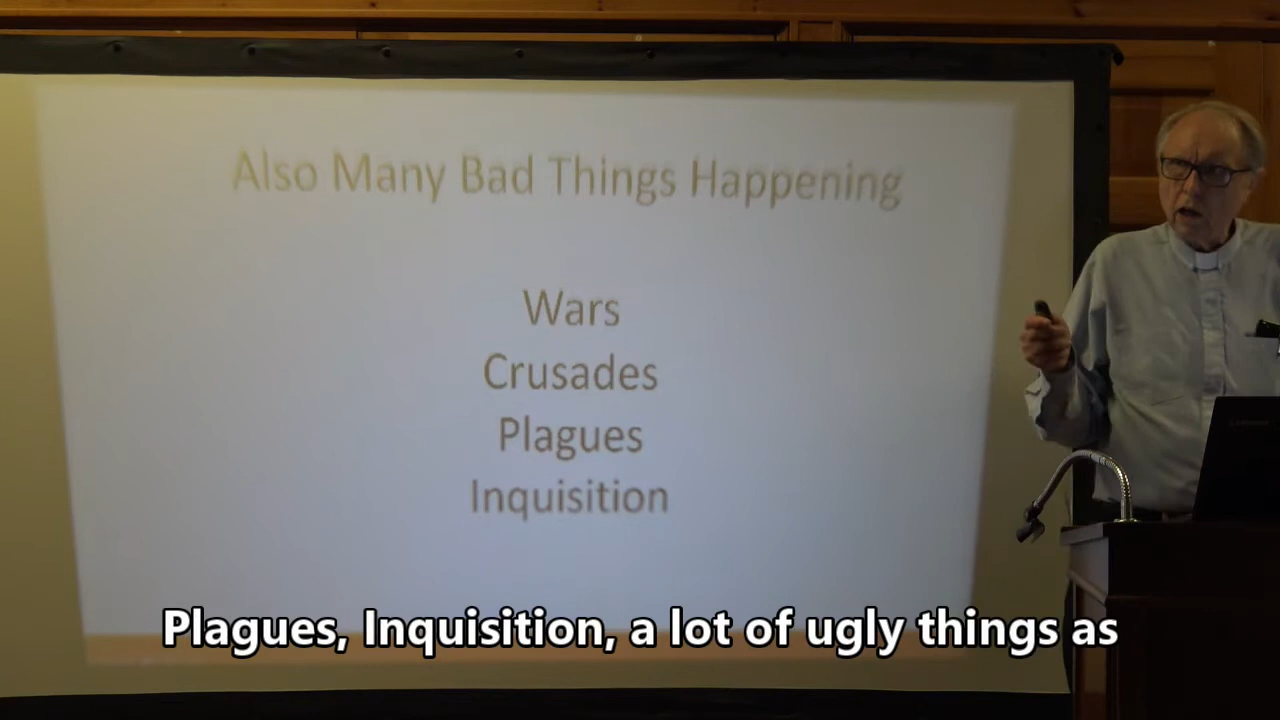 Also Many Bad Things Happening
Wars
Crusades
Plagues
Inquisition
Plagues, Inquisition, a lot of ugly things as